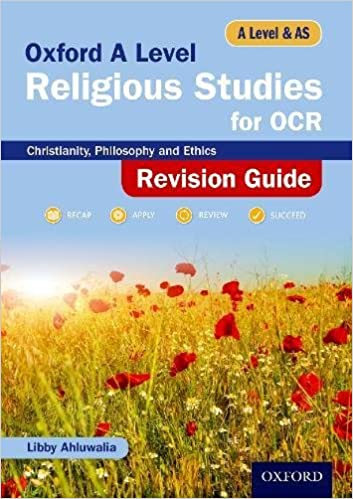 A Level & AS
Oxford A Level
Religious Studies
for OCR
Christianity, Philosophy and Ethics
Revision Guide
RECAP APPLY REVIEW SUCCEED
Libby Ahluwalia
OXFORD